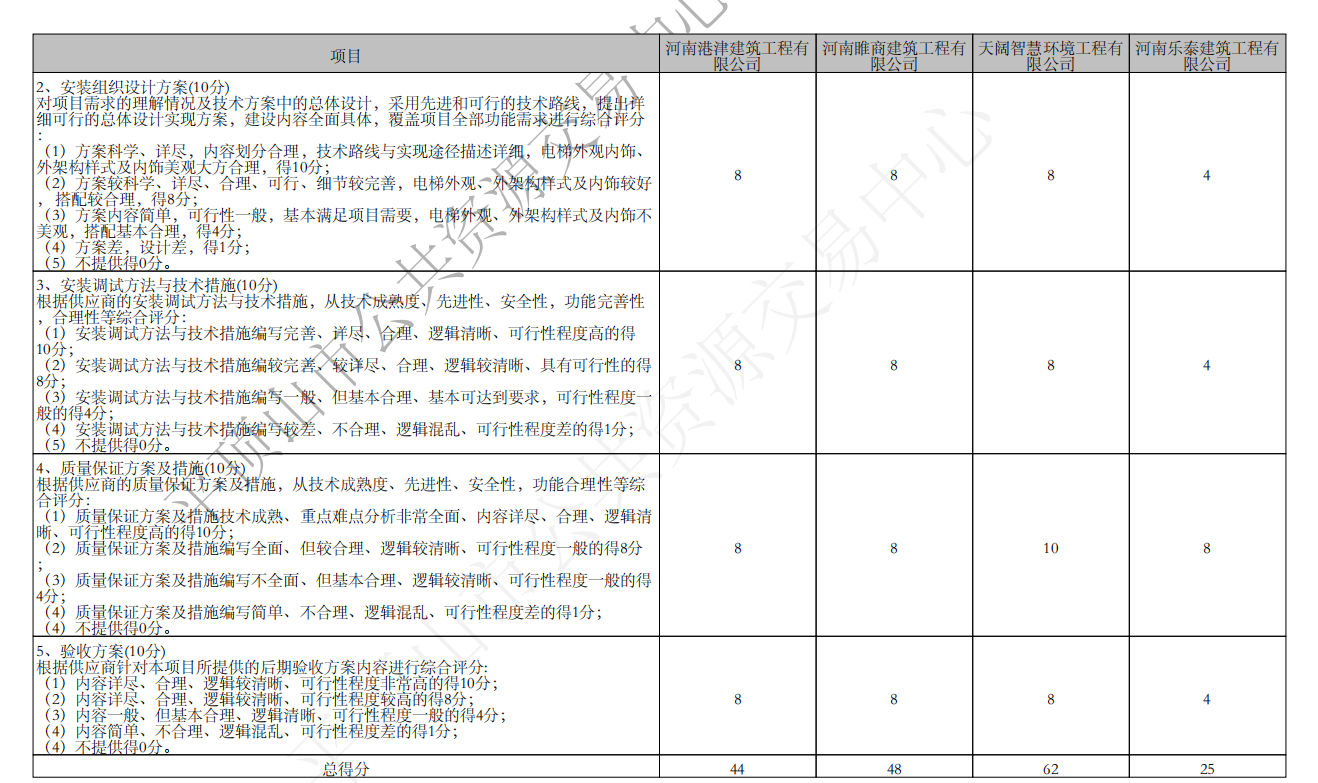 项目
河南港津建筑工程有
限公司
河南睢商建筑工程有
限公司
天阔智慧环境工程有
限公司
河南乐泰建筑工程有
限公司
2、安装组织设计方案(10分)
对项目需求的理解情况及技术方案中的总体设计，采用先进和可行的技术路线，提出详
细可行的总体设计实现方案，建设内容全面具体，覆盖项目全部功能需求进行综合评分
：
（1）方案科学、详尽，内容划分合理，技术路线与实现途径描述详细，电梯外观内饰、
外架构样式及内饰美观大方合理，得10分；
（2）方案较科学、详尽、合理、可行、细节较完善，电梯外观、外架构样式及内饰较好
，搭配较合理，得8分；
（3）方案内容简单，可行性一般，基本满足项目需要，电梯外观、外架构样式及内饰不
美观，搭配基本合理，得4分；
（4）方案差，设计差，得1分；
（5）不提供得0分。
8
8
8
4
3、安装调试方法与技术措施(10分)
根据供应商的安装调试方法与技术措施，从技术成熟度、先进性、安全性，功能完善性
，合理性等综合评分：
（1）安装调试方法与技术措施编写完善、详尽、合理、逻辑清晰、可行性程度高的得
10分；
（2）安装调试方法与技术措施编较完善、较详尽、合理、逻辑较清晰、具有可行性的得
8分；
（3）安装调试方法与技术措施编写一般、但基本合理、基本可达到要求，可行性程度一
般的得4分；
（4）安装调试方法与技术措施编写较差、不合理、逻辑混乱、可行性程度差的得1分；
（5）不提供得0分。
8
8
8
4
4、质量保证方案及措施(10分)
根据供应商的质量保证方案及措施，从技术成熟度、先进性、安全性，功能合理性等综
合评分：
（1）质量保证方案及措施技术成熟、重点难点分析非常全面、内容详尽、合理、逻辑清
晰、可行性程度高的得10分；
（2）质量保证方案及措施编写全面、但较合理、逻辑较清晰、可行性程度一般的得8分
；
（3）质量保证方案及措施编写不全面、但基本合理、逻辑较清晰、可行性程度一般的得
4分；
（4）质量保证方案及措施编写简单、不合理、逻辑混乱、可行性程度差的得1分；
（4）不提供得0分。
8
8
10
8
5、验收方案(10分)
根据供应商针对本项目所提供的后期验收方案内容进行综合评分:
（1）内容详尽、合理、逻辑较清晰、可行性程度非常高的得10分；
（2）内容详尽、合理、逻辑较清晰、可行性程度较高的得8分；
（3）内容一般、但基本合理、逻辑清晰、可行性程度一般的得4分；
（4）内容简单、不合理、逻辑混乱、可行性程度差的得1分；
（4）不提供得0分。
8
8
8
4
总得分
44
48
62
25
平顶山市公共资源交易中心
平顶山市公共资源交易中心